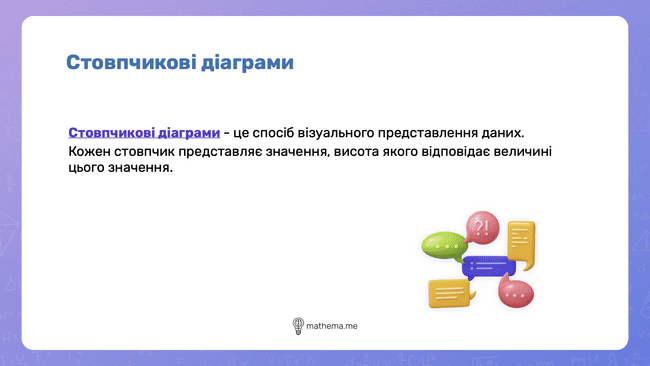 Стовпчикові діаграми
Стовпчикові діаграми - це спосіб візуального представлення даних.
Кожен стовпчик представляє значення, висота якого відповідає величині
цього значення.
?!
mathema.me